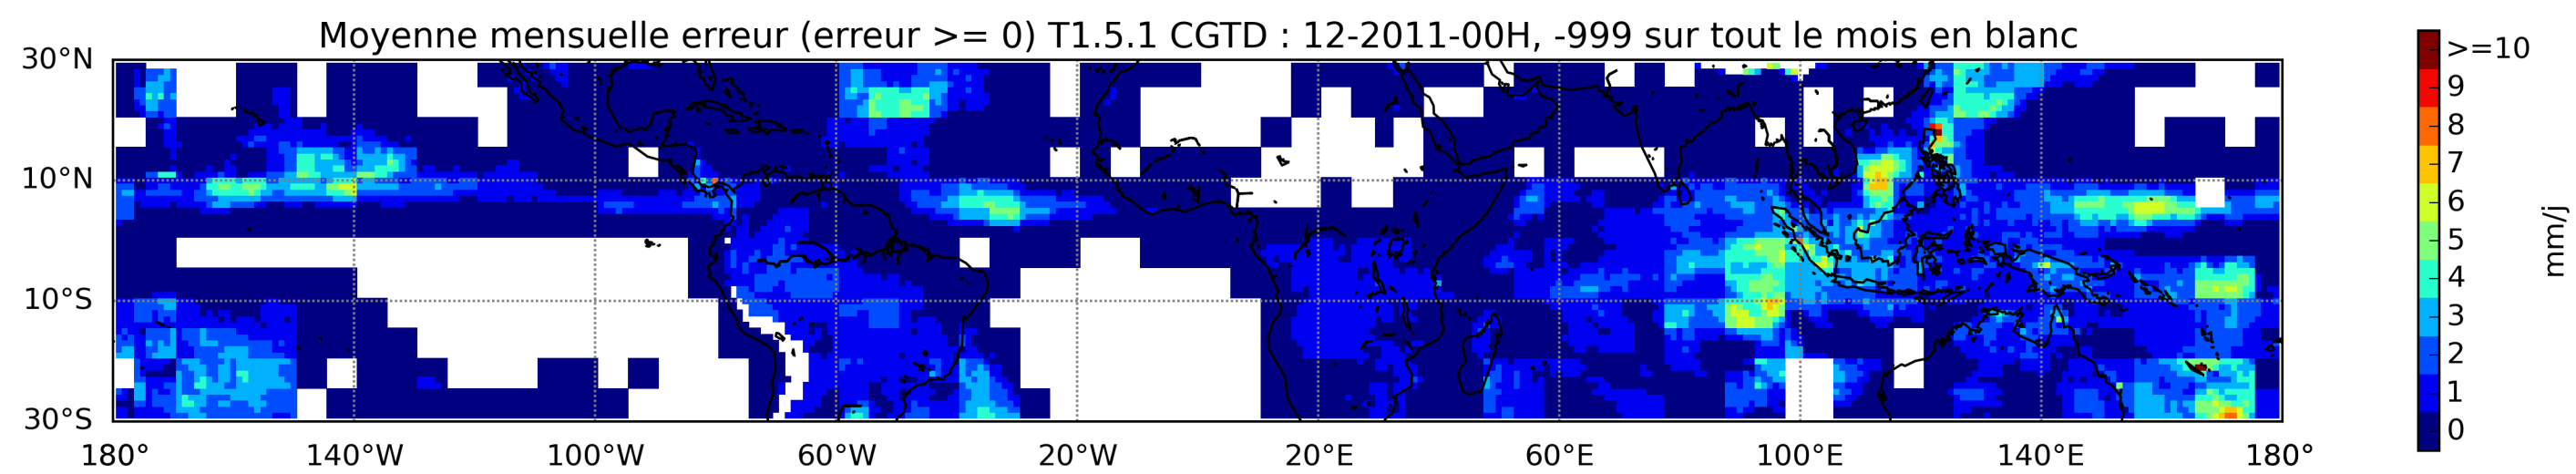 Moyenne mensuelle erreur (erreur >= 0) T1.5.1 CGTD : 12-2011-00H, -999 sur tout le mois en blanc
30°N
10°N
10°S
30°S
180° 140°W 100°W 60°W 20°W 20°E 60°E 100°E 140°E 180°
>=10
9
8
7
6
5
4
3
2
1
0
mm/j